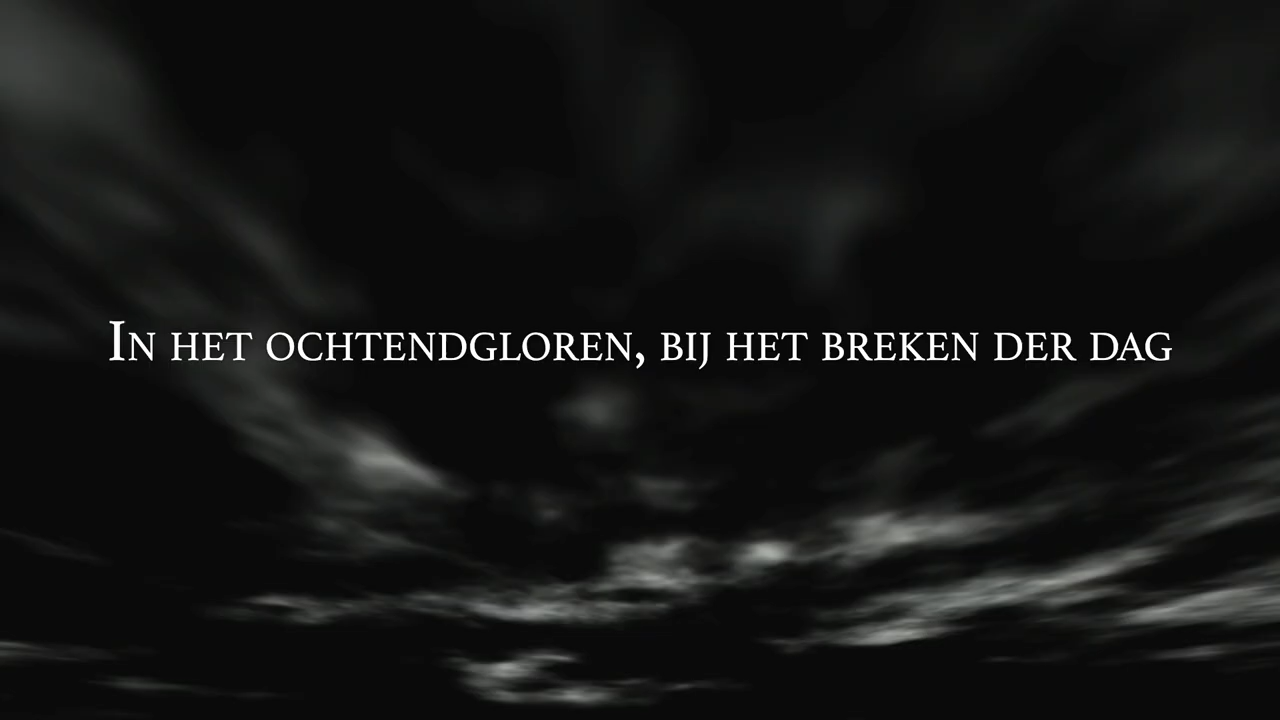 In het ochtendgloren, bij het breken der dag